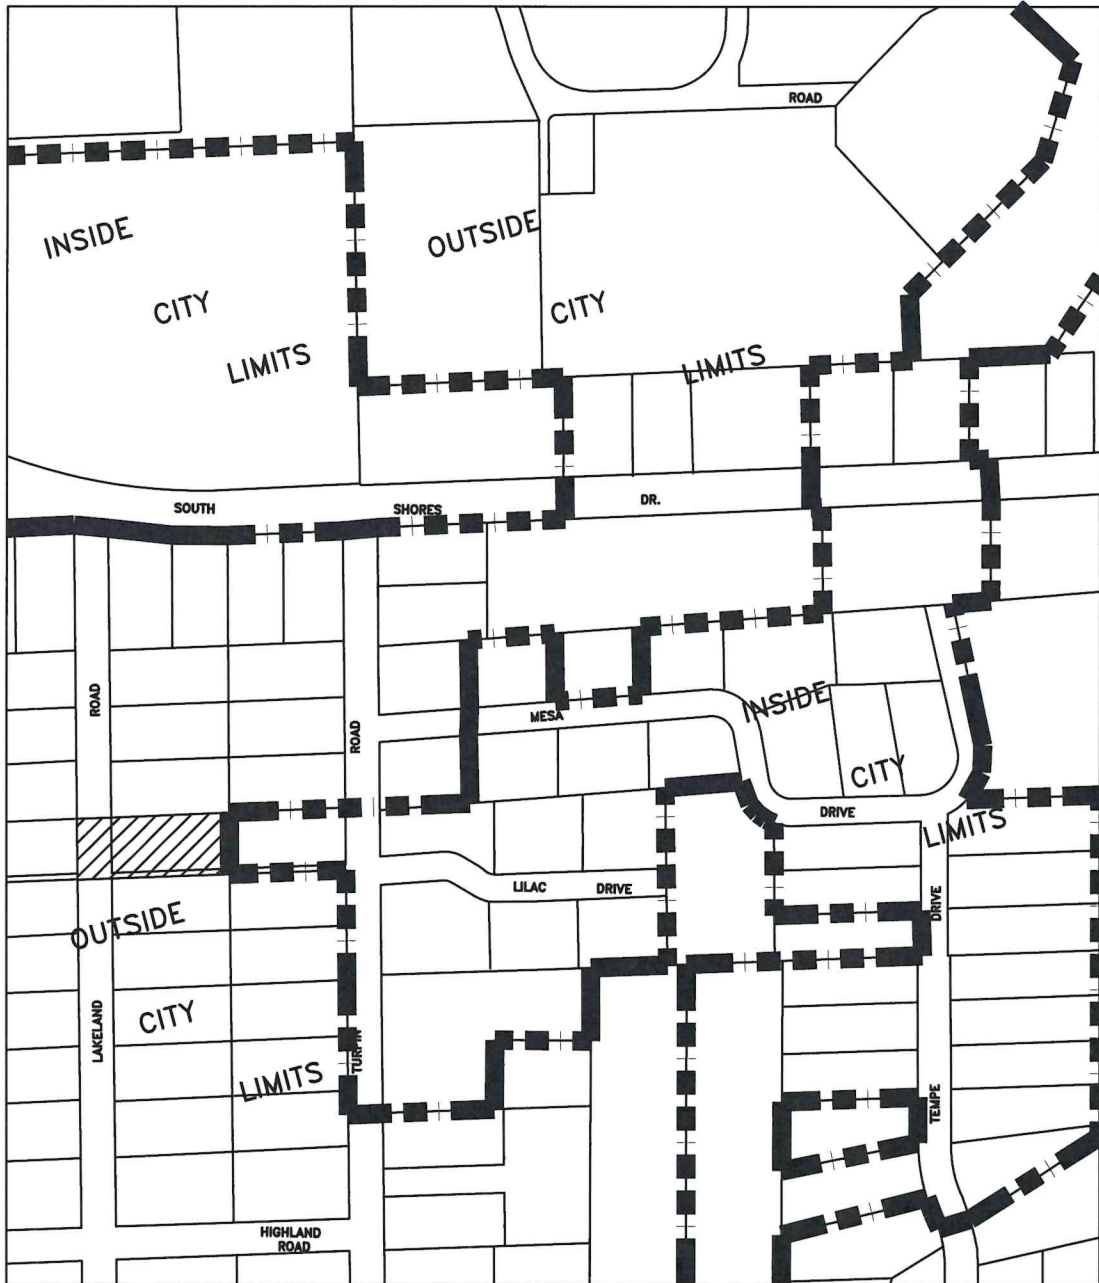 ROAD
INSIDE
CITY
LIMITS
OUTSIDE
CITY
LIMITS
SOUTH SHORES DR.
ROAD
ROAD
MESA
INSIDE
CITY
LIMITS
DRIVE
LILAC DRIVE
DRIVE
OUTSIDE
CITY
LIMITS
LAKELAND
TURPIN
TEMPE
HIGHLAND
ROAD